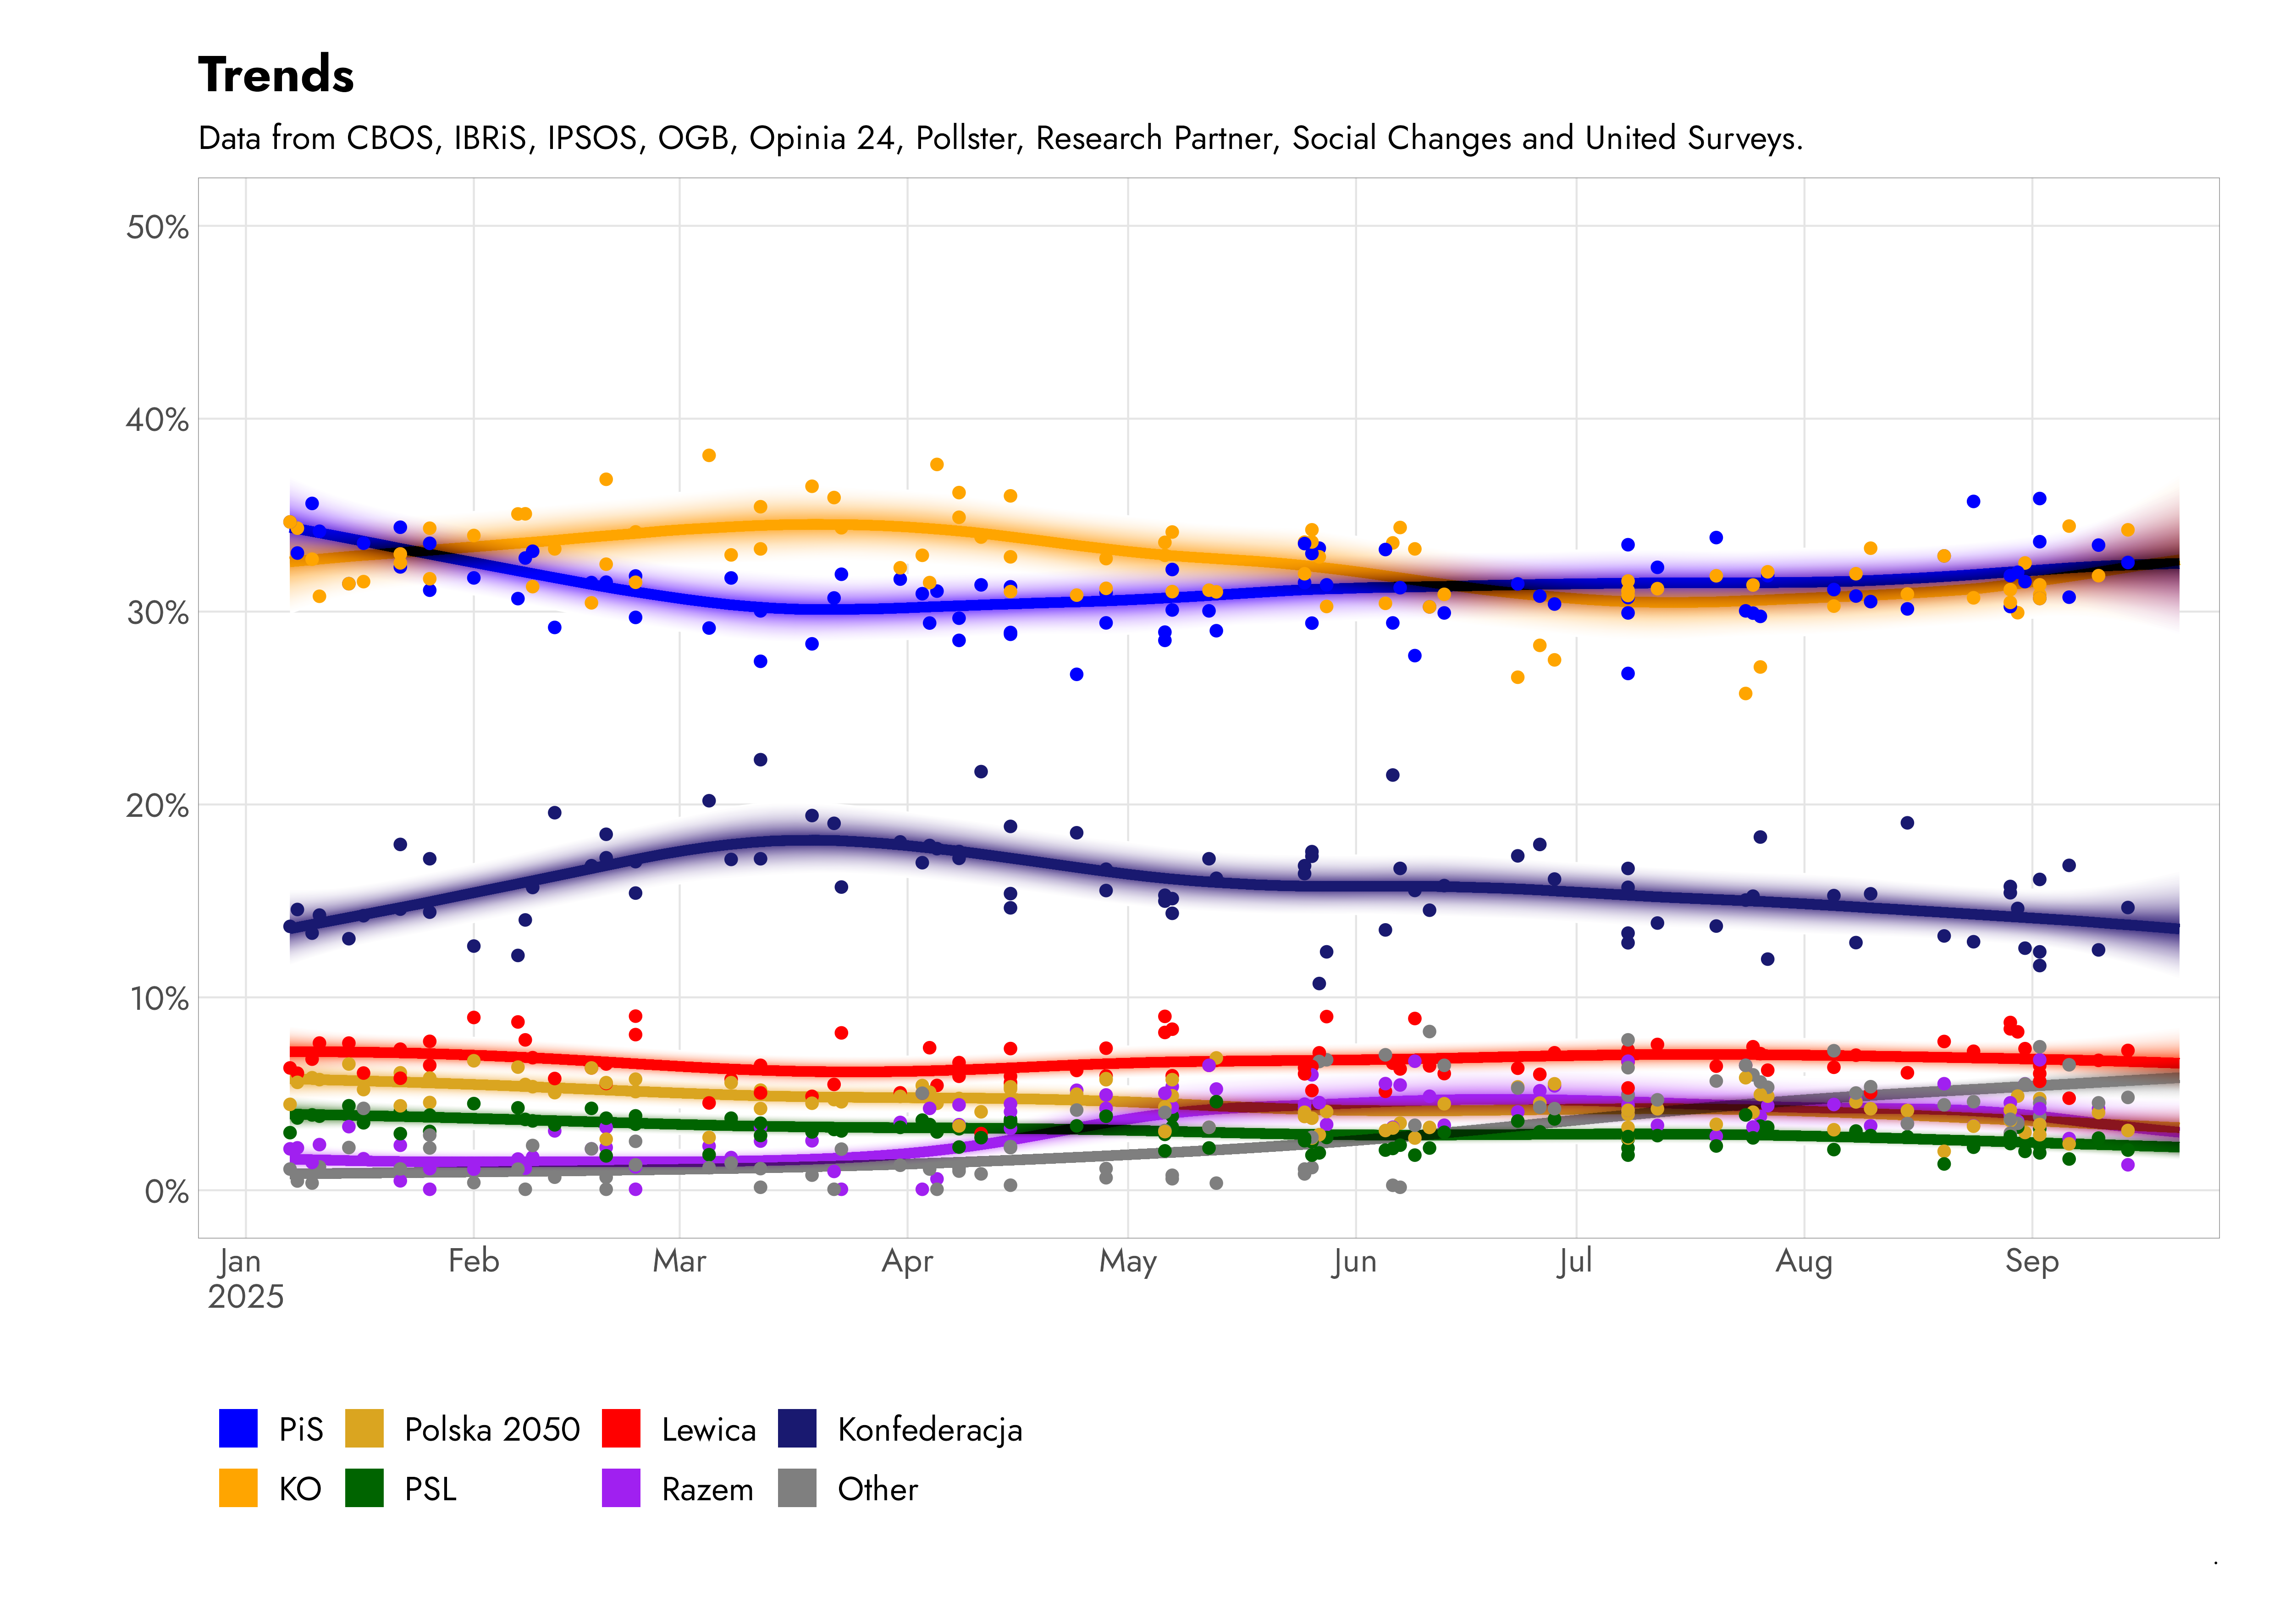 Trends
Data from CBOS, IBRiS, IPSOS, OGB, Opinia 24, Pollster, Research Partner, Social Changes and United Surveys.
50%
40%
30%
20%
10%
0%
Jan Feb Mar Apr May Jun Jul Aug Sep
2025
PiS Polska 2050 Lewica Konfederacja
KO PSL Razem Other
.